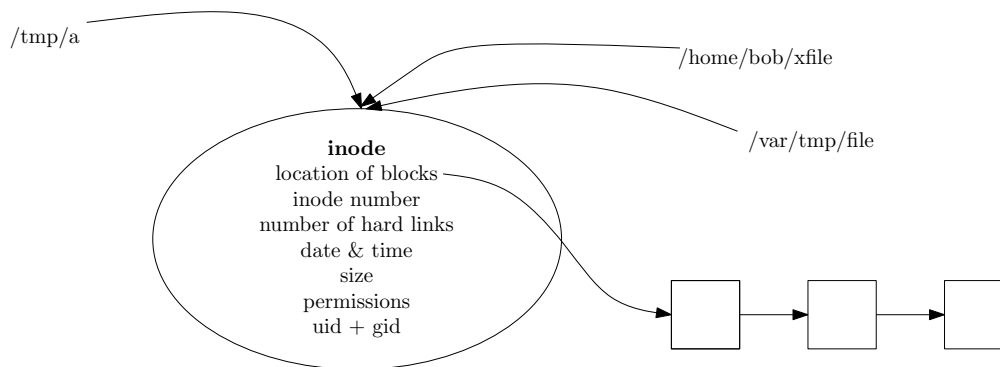 /tmp/a
/home/bob/xfile
/var/tmp/file
inode
location of blocks
inode number
number of hard links
date & time
size
permissions
uid + gid